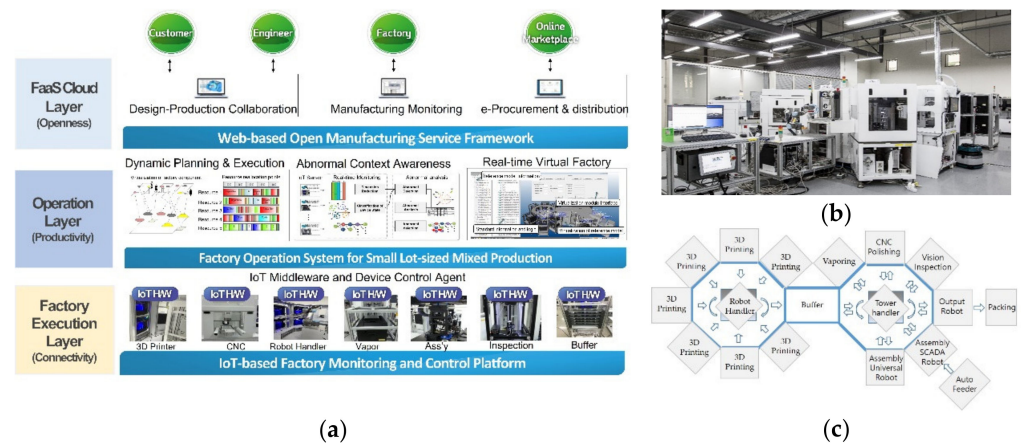 Customer
Engineer
Factory
Online
Marketplace
FaaS Cloud
Layer
(Openness)
Design-Production Collaboration
Manufacturing Monitoring
e-Procurement & distribution
Web-based Open Manufacturing Service Framework
Operation
Layer
(Productivity)
Dynamic Planning & Execution
Abnormal Context Awareness
Real-time Virtual Factory
Factory Operation System for Small Lot-sized Mixed Production
Factory
Execution
Layer
(Connectivity)
IoT Middleware and Device Control Agent
IoT H/W
IoT H/W
IoT H/W
IoT H/W
IoT H/W
IoT H/W
IoT H/W
3D Printer
CNC
Robot Handler
Vapor
Ass'y
Inspection
Buffer
IoT-based Factory Monitoring and Control Platform
(a)
(b)
3D
Printing
3D
Printing
3D
Printing
3D
Printing
3D
Printing
3D
Printing
3D
Printing
Robot
Handler
Buffer
Vaporing
CNC
Polishing
Vision
Inspection
Tower
handler
Output
Robot
Packing
Assembly
SCADA
Robot
Assembly
Universal
Robot
Auto
Feeder
(c)